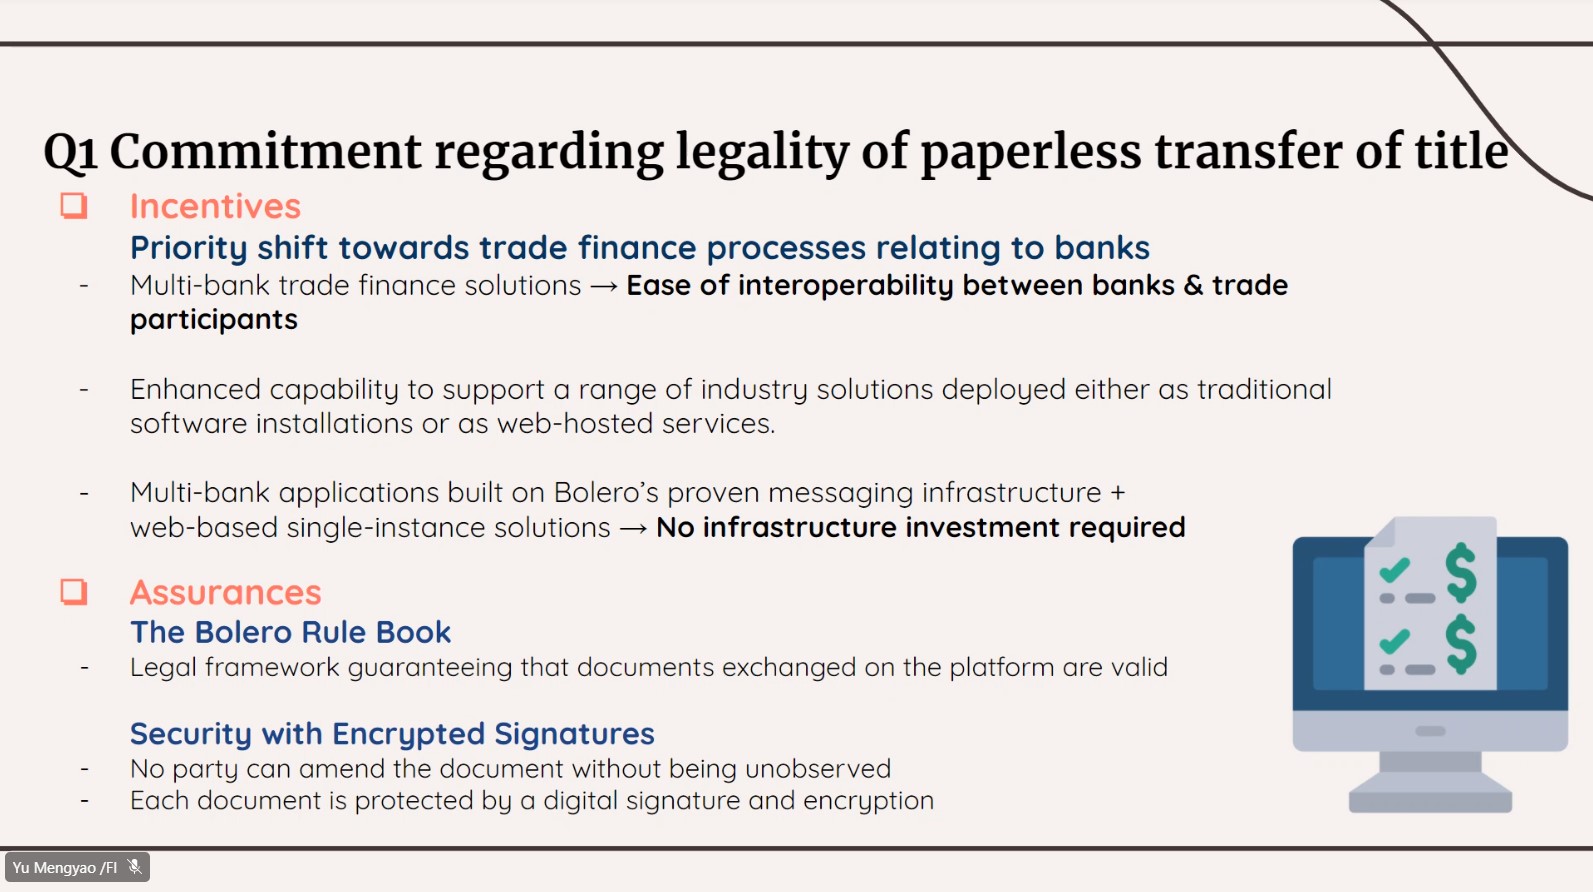 Q1 Commitment regarding legality of paperless transfer of title
❏ Incentives
Priority shift towards trade finance processes relating to banks
- Multi-bank trade finance solutions → Ease of interoperability between banks & trade
participants
- Enhanced capability to support a range of industry solutions deployed either as traditional
software installations or as web-hosted services.
- Multi-bank applications built on Bolero’s proven messaging infrastructure +
web-based single-instance solutions → No infrastructure investment required
❏ Assurances
The Bolero Rule Book
- Legal framework guaranteeing that documents exchanged on the platform are valid
Security with Encrypted Signatures
- No party can amend the document without being unobserved
- Each document is protected by a digital signature and encryption
$
$
Yu Mengyao /FI